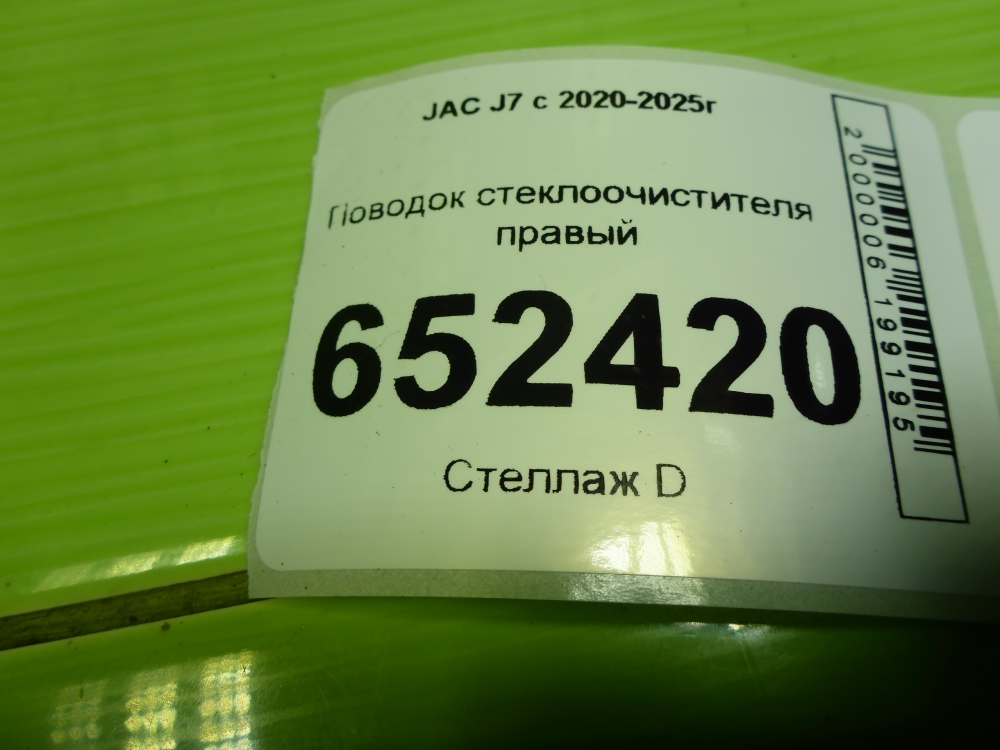 JAC J7 с 2020-2025г
Поводок стеклоочистителя
правый
652420
Стеллаж D
2000006199195